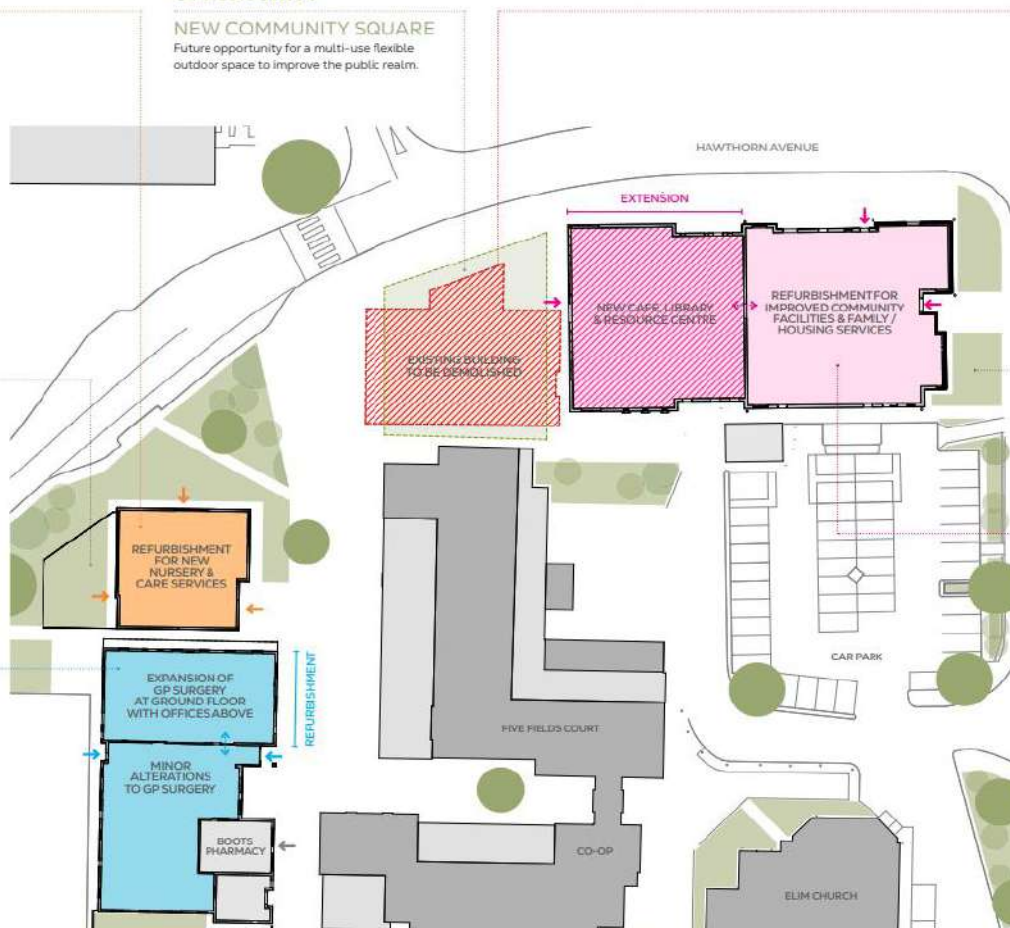 NEW COMMUNITY SQUARE
Future opportunity for a multi-use flexible
outdoor space to improve the public realm.
HAWTHORN AVENUE
EXTENSION
NEW CAFE, LIBRARY
& RESOURCE CENTRE
REFURBISHMENT FOR
IMPROVED COMMUNITY
FACILITIES & FAMILY /
HOUSING SERVICES
EXISTING BUILDING
TO BE DEMOLISHED
REFURBISHMENT
FOR NEW
NURSERY &
CARE SERVICES
CAR PARK
EXPANSION OF
GP SURGERY
AT GROUND FLOOR
WITH OFFICES ABOVE
REFURBISHMENT
FIVE FIELDS COURT
MINOR
ALTERATIONS
TO GP SURGERY
BOOTS
PHARMACY
CO-OP
ELIM CHURCH